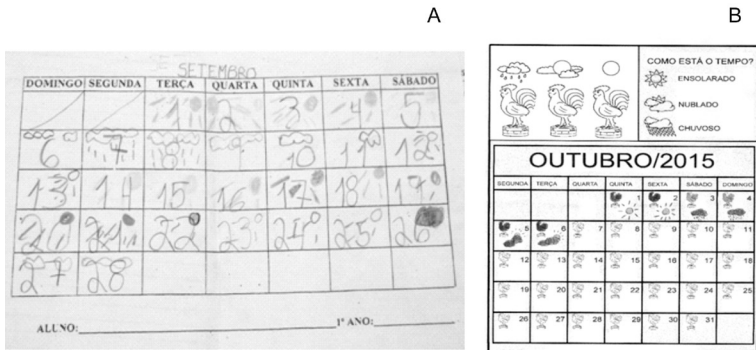 A
B
SETEMBRO
DOMINGO SEGUNDA TERÇA QUARTA QUINTA SEXTA SÁBADO
1 2 3 4 5
6 7 8 9 10 11 12
13 14 15 16 17 18 19
20 21 22 23 24 25 26
27 28
ALUNO: 1º ANO:
COMO ESTÁ O TEMPO?
ENSOLARADO
NUBLADO
CHUVOSO
OUTUBRO/2015
SEGUNDA TERÇA QUARTA QUINTA SEXTA SÁBADO DOMINGO
1 2 3 4
5 6 7 8 9 10 11
12 13 14 15 16 17 18
19 20 21 22 23 24 25
26 27 28 29 30 31